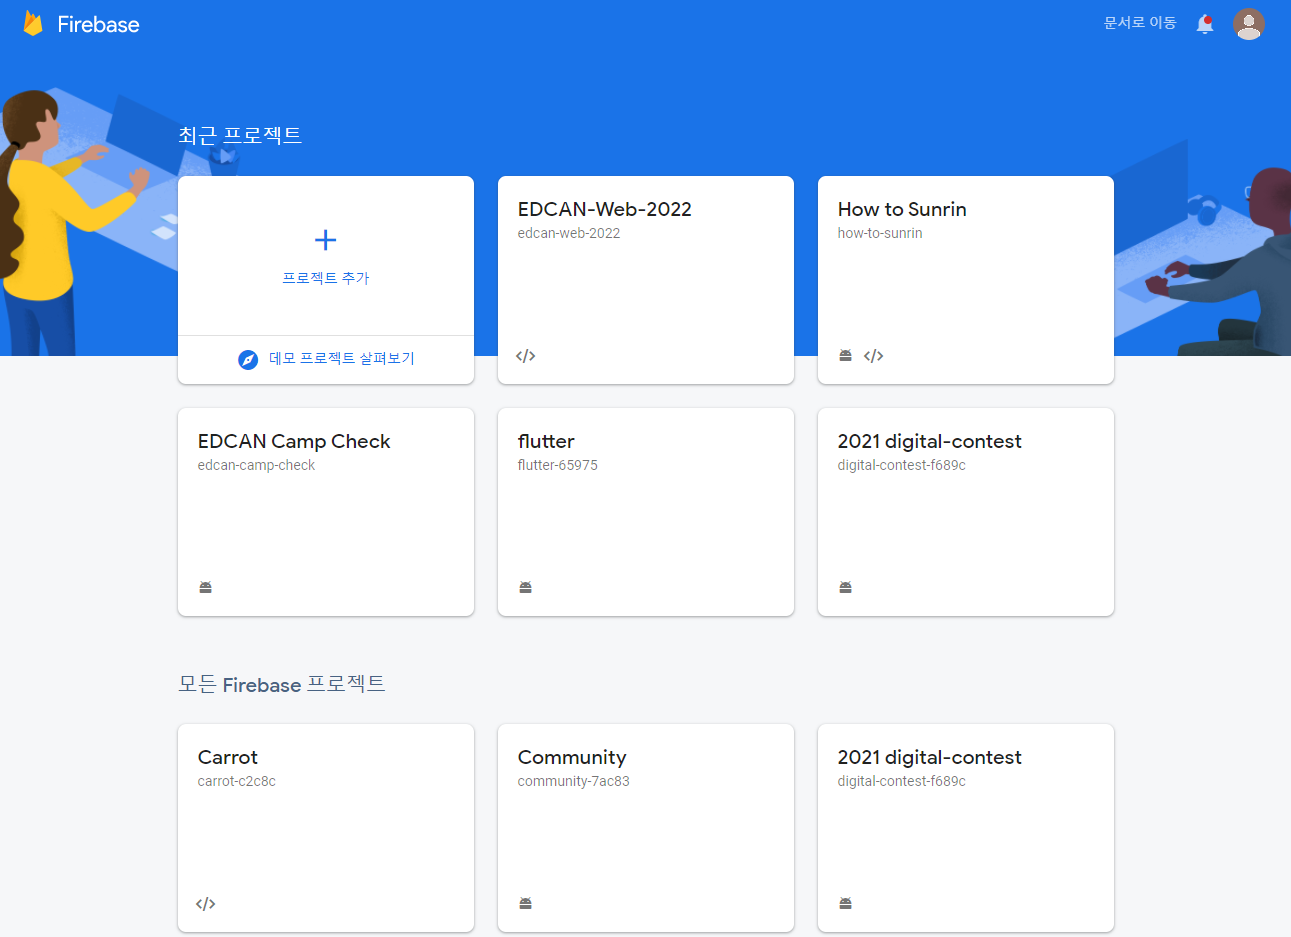 Firebase
문서로 이동
최근 프로젝트
프로젝트 추가
데모 프로젝트 살펴보기
EDCAN-Web-2022
edcan-web-2022
How to Sunrin
how-to-sunrin
EDCAN Camp Check
edcan-camp-check
flutter
flutter-65975
2021 digital-contest
digital-contest-f689c
모든 Firebase 프로젝트
Carrot
carrot-c2c8c
Community
community-7ac83
2021 digital-contest
digital-contest-f689c